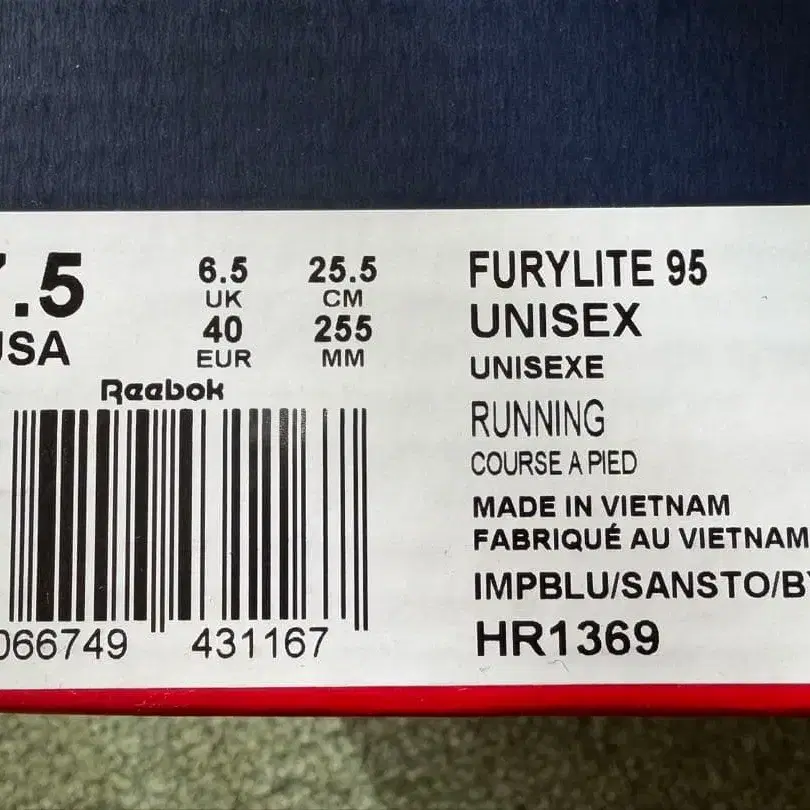 7.5
USA
6.5
UK
40
EUR
25.5
CM
255
MM
Reebok
066749 431167
FURYLITE 95
UNISEX
UNISEXE
RUNNING
COURSE A PIED
MADE IN VIETNAM
FABRIQUÉ AU VIETNAM
IMPBLU/SANSTO/B
HR1369